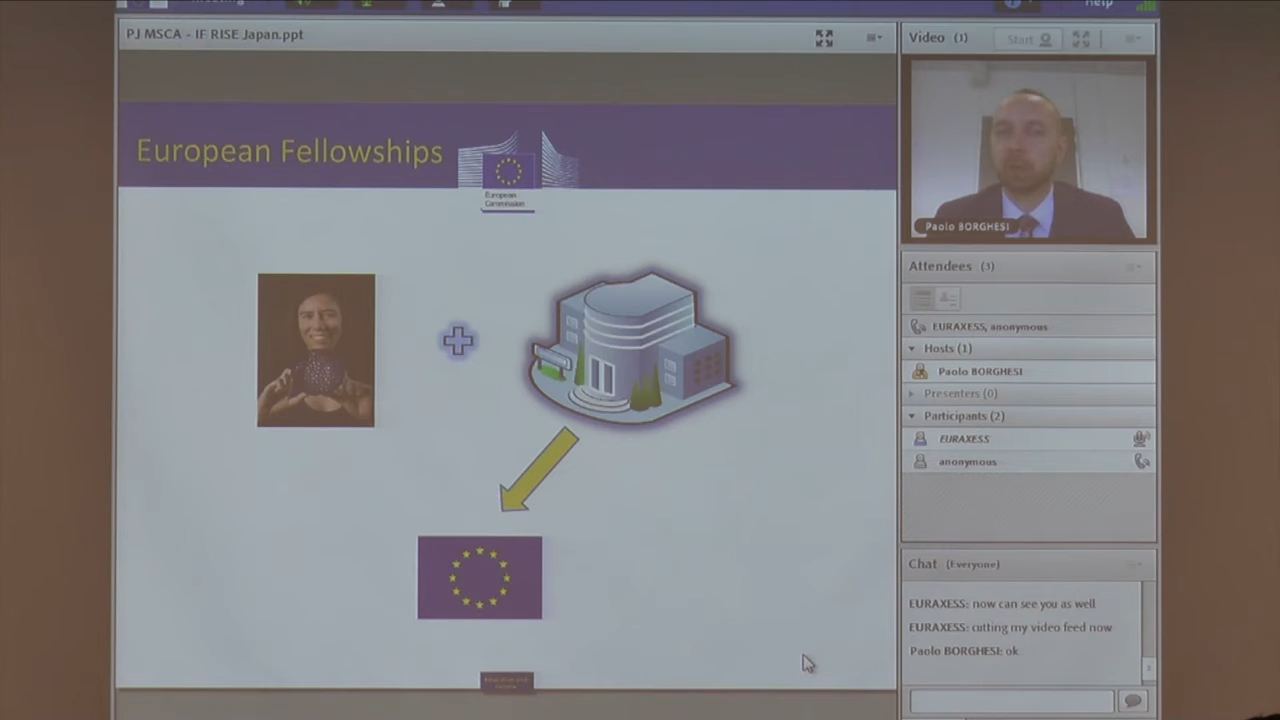 Meeting
Help
PJ MSCA - IF RISE Japan.ppt
European Fellowships
European
Commission
Video (1)
Start
Paolo BORGHESI
Attendees (3)
EURAXESS, anonymous
Hosts (1)
Paolo BORGHESI
Presenters (0)
Participants (2)
EURAXESS
anonymous
Chat (Everyone)
EURAXESS: now can see you as well
EURAXESS: cutting my video feed now
Paolo BORGHESI: ok